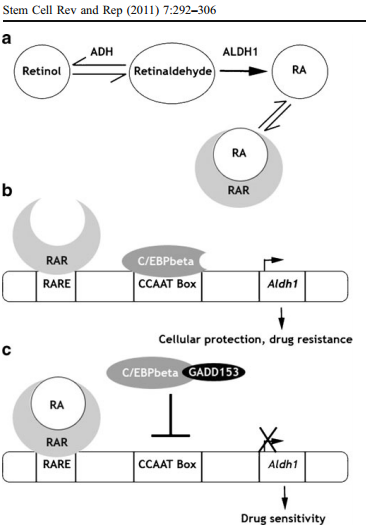 Stem Cell Rev and Rep (2011) 7:292–306
a
ADH
ALDH1
Retinol
Retinaldehyde
RA
RA
RAR
b
RAR
C/EBPbeta
RARE
CCAAT Box
Aldh1
Cellular protection, drug resistance
c
C/EBPbeta
GADD153
RA
RAR
RARE
CCAAT Box
Aldh1
Drug sensitivity